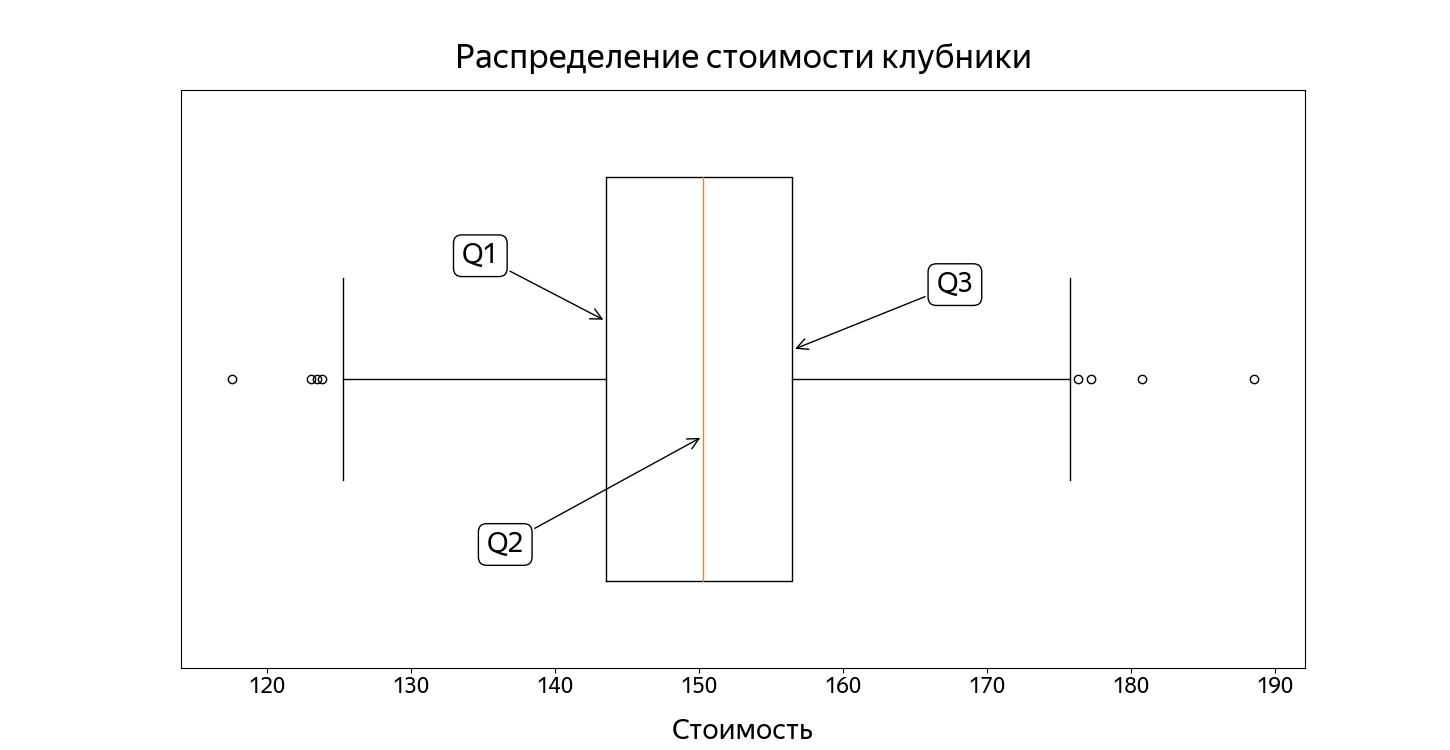 Распределение стоимости клубники
Q1
Q3
Q2
120 130 140 150 160 170 180 190
Стоимость